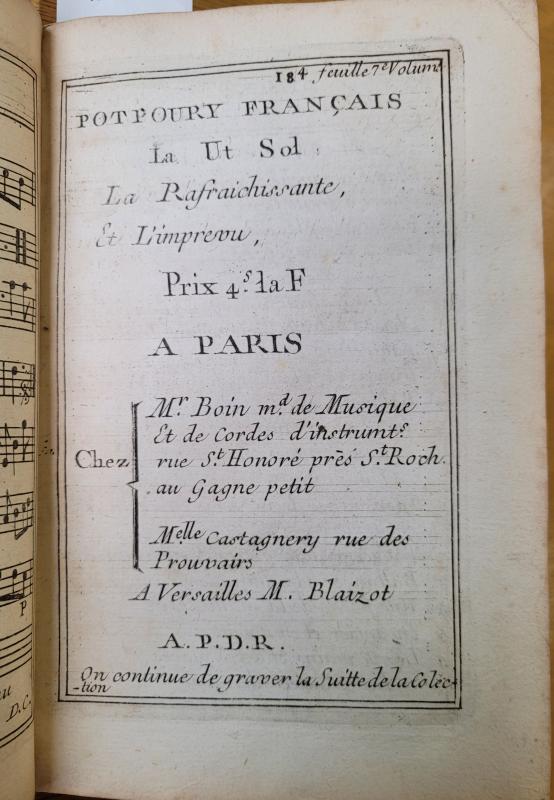 184. feuille 7e Volume
POTPOURY FRANÇAIS
La Ut Sol
La Rafraichissante,
Et L'imprevu,
Prix 4s. la F
A PARIS
Chez
Mr Boin md. de Musique
Et de Cordes d'instrumts.
rue St. Honoré près St. Roch.
au Gagne petit
Melle Castagnery rue des
Prouvairs
A Versailles M. Blaizot
A. P. D. R.
On continue de graver la Suitte de la Colec-
-tion
P
D.C.